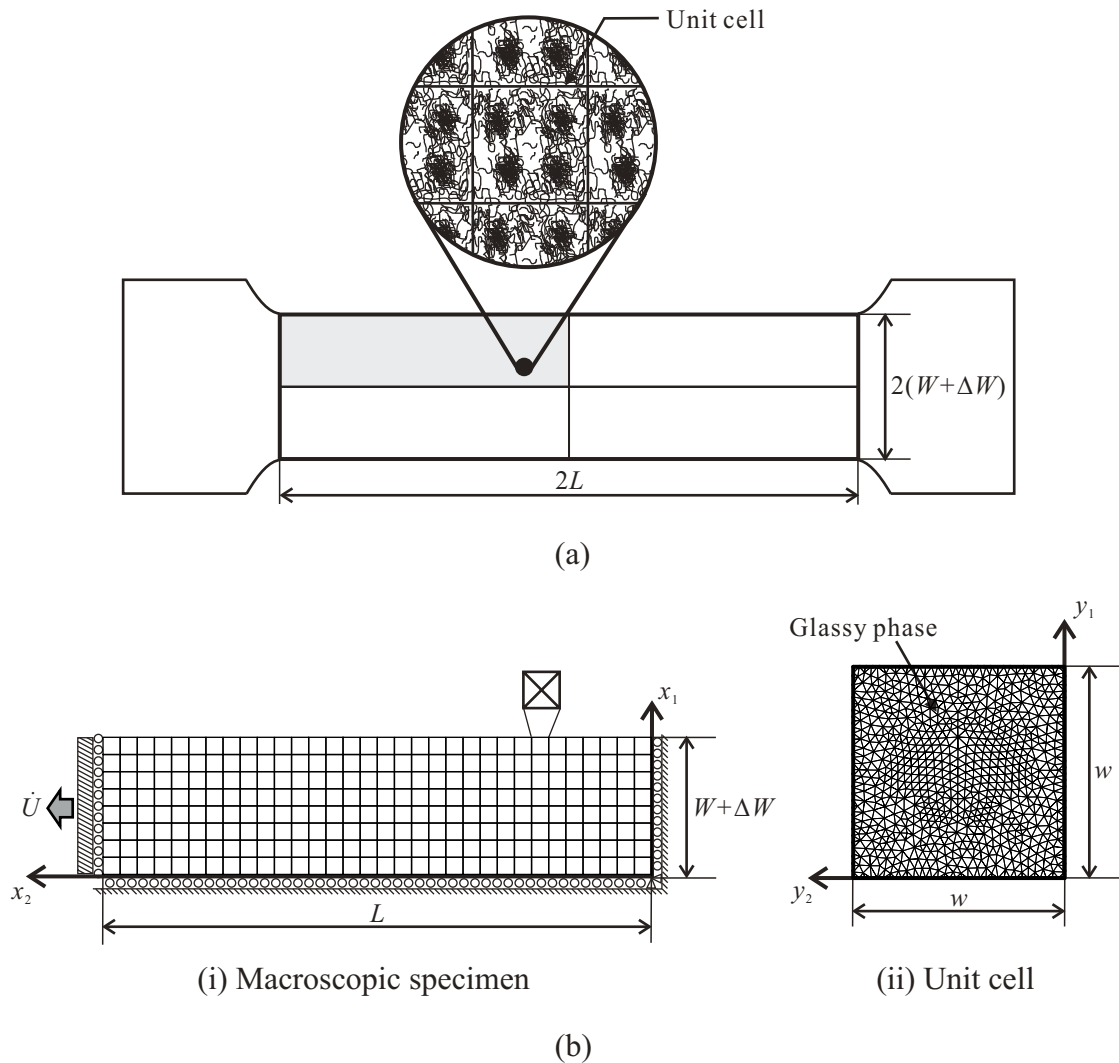 Unit cell
2(W+ΔW)
2L
(a)
Glassy phase
y₁
x₁
U̇
W+ΔW
w
x₂
L
y₂
w
(i) Macroscopic specimen
(ii) Unit cell
(b)